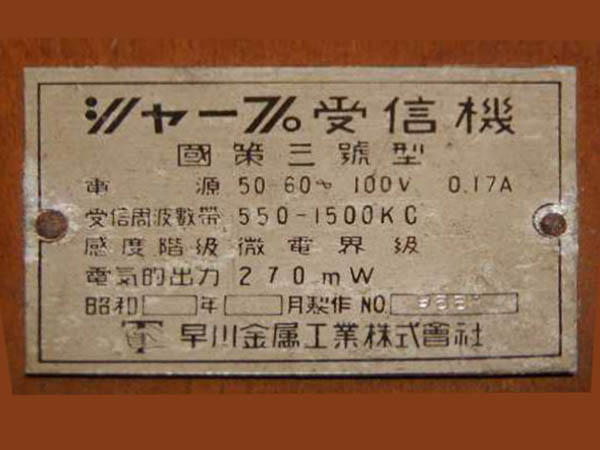 シャープ受信機
國策三號型
電源 50-60～ 100V 0.17A
受信周波數帶 550-1500KC
感度階級 微電界級
電気的出力 270mW
昭和 年 月製作 NO.
早川金属工業株式會社